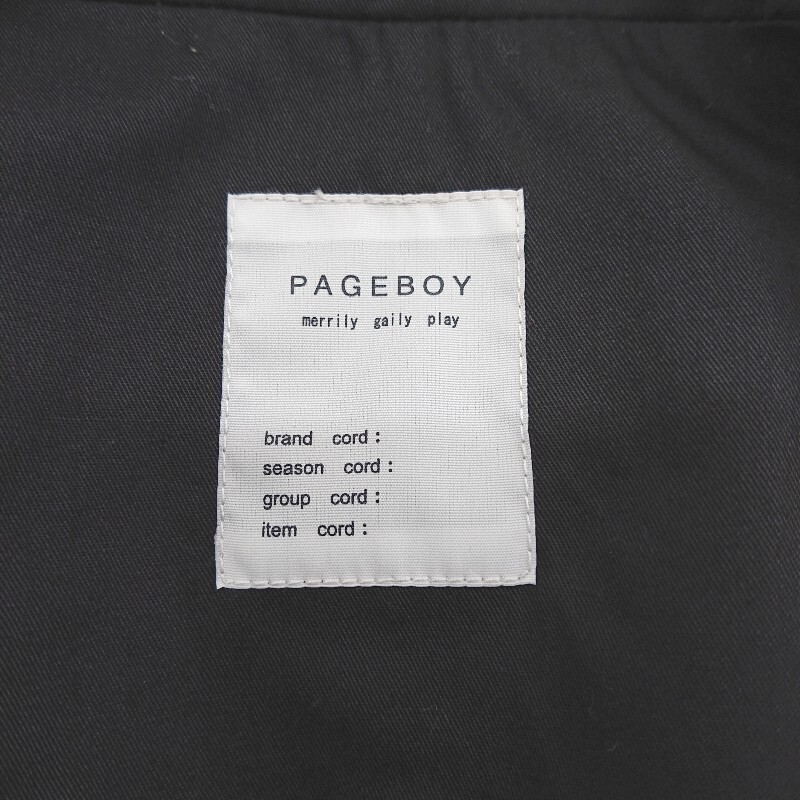 PAGEBOY
merrily gaily play
brand cord:
season cord:
group cord:
item cord: